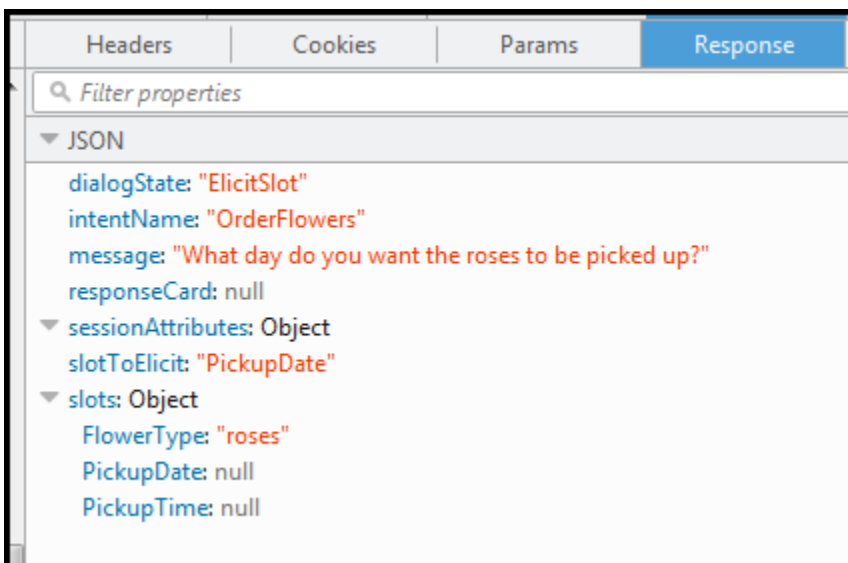 Headers Cookies Params Response
Filter properties
JSON
dialogState: "ElicitSlot"
intentName: "OrderFlowers"
message: "What day do you want the roses to be picked up?"
responseCard: null
sessionAttributes: Object
slotToElicit: "PickupDate"
slots: Object
FlowerType: "roses"
PickupDate: null
PickupTime: null